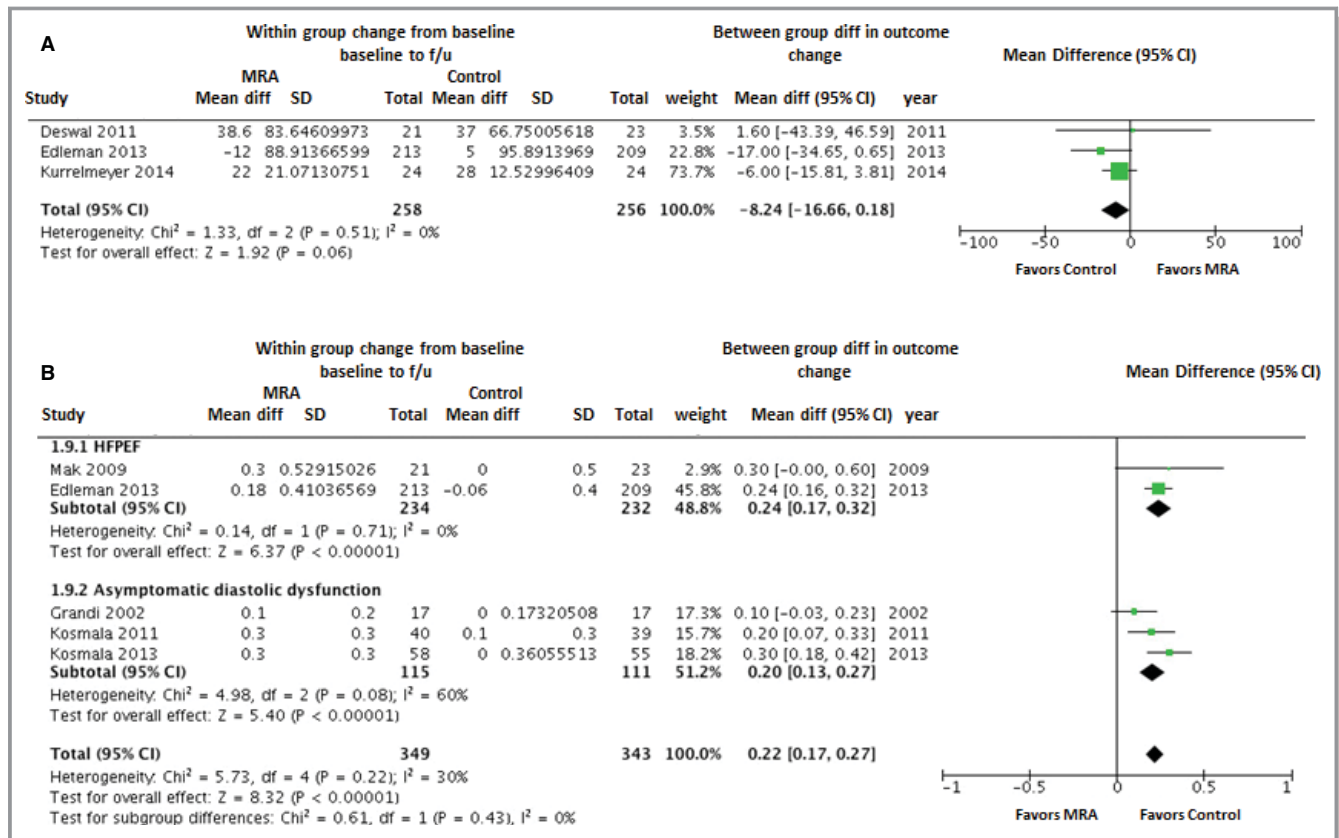 A
Within group change from baseline
baseline to f/u
Between group diff in outcome
change
Mean Difference (95% CI)
MRA Control
Study Mean diff SD Total Mean diff SD Total weight Mean diff (95% CI) year
Deswal 2011 38.6 83.64609973 21 37 66.75005618 23 3.5% 1.60 [-43.39, 46.59] 2011
Edleman 2013 -12 88.91366599 213 5 95.8913969 209 22.8% -17.00 [-34.65, 0.65] 2013
Kurrelmeyer 2014 22 21.07130751 24 28 12.52996409 24 73.7% -6.00 [-15.81, 3.81] 2014
Total (95% CI) 258 256 100.0% -8.24 [-16.66, 0.18]
Heterogeneity: Chi² = 1.33, df = 2 (P = 0.51); I² = 0%
Test for overall effect: Z = 1.92 (P = 0.06)
-100 -50 0 50 100
Favors Control Favors MRA
B
Within group change from baseline
baseline to f/u
Between group diff in outcome
change
Mean Difference (95% CI)
MRA Control
Study Mean diff SD Total Mean diff SD Total weight Mean diff (95% CI) year
1.9.1 HFPEF
Mak 2009 0.3 0.52915026 21 0 0.5 23 2.9% 0.30 [-0.00, 0.60] 2009
Edleman 2013 0.18 0.41036569 213 -0.06 0.4 209 45.8% 0.24 [0.16, 0.32] 2013
Subtotal (95% CI) 234 232 48.8% 0.24 [0.17, 0.32]
Heterogeneity: Chi² = 0.14, df = 1 (P = 0.71); I² = 0%
Test for overall effect: Z = 6.37 (P < 0.00001)
1.9.2 Asymptomatic diastolic dysfunction
Grandi 2002 0.1 0.2 17 0 0.17320508 17 17.3% 0.10 [-0.03, 0.23] 2002
Kosmala 2011 0.3 0.3 40 0.1 0.3 39 15.7% 0.20 [0.07, 0.33] 2011
Kosmala 2013 0.3 0.3 58 0 0.36055513 55 18.2% 0.30 [0.18, 0.42] 2013
Subtotal (95% CI) 115 111 51.2% 0.20 [0.13, 0.27]
Heterogeneity: Chi² = 4.98, df = 2 (P = 0.08); I² = 60%
Test for overall effect: Z = 5.40 (P < 0.00001)
Total (95% CI) 349 343 100.0% 0.22 [0.17, 0.27]
Heterogeneity: Chi² = 5.73, df = 4 (P = 0.22); I² = 30%
Test for overall effect: Z = 8.32 (P < 0.00001)
Test for subgroup differences: Chi² = 0.61, df = 1 (P = 0.43), I² = 0%
-1 -0.5 0 0.5 1
Favors MRA Favors Control